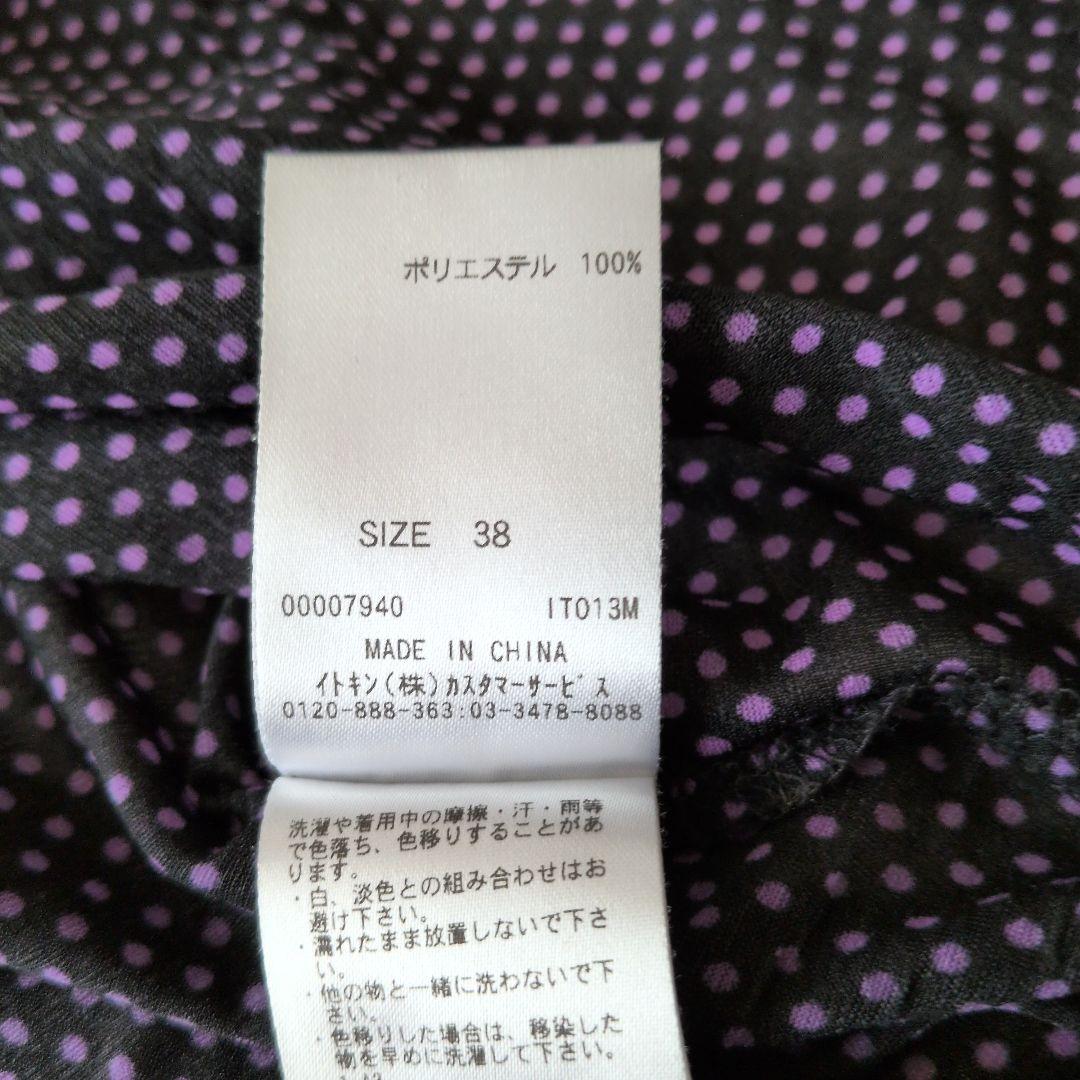 ポリエステル 100%
SIZE 38
00007940 IT013M
MADE IN CHINA
イトキン(株)カスタマーサービス
0120-888-363:03-3478-8088
洗濯や着用中の摩擦・汗・雨等
で色落ち、色移りすることがあ
ります。
・白、淡色との組み合わせはお
避け下さい。
・濡れたまま放置しないで下さ
い。
・他の物と一緒に洗わないで下
さい。
・色移りした場合は、移染した
物を早めに洗濯して下さい。